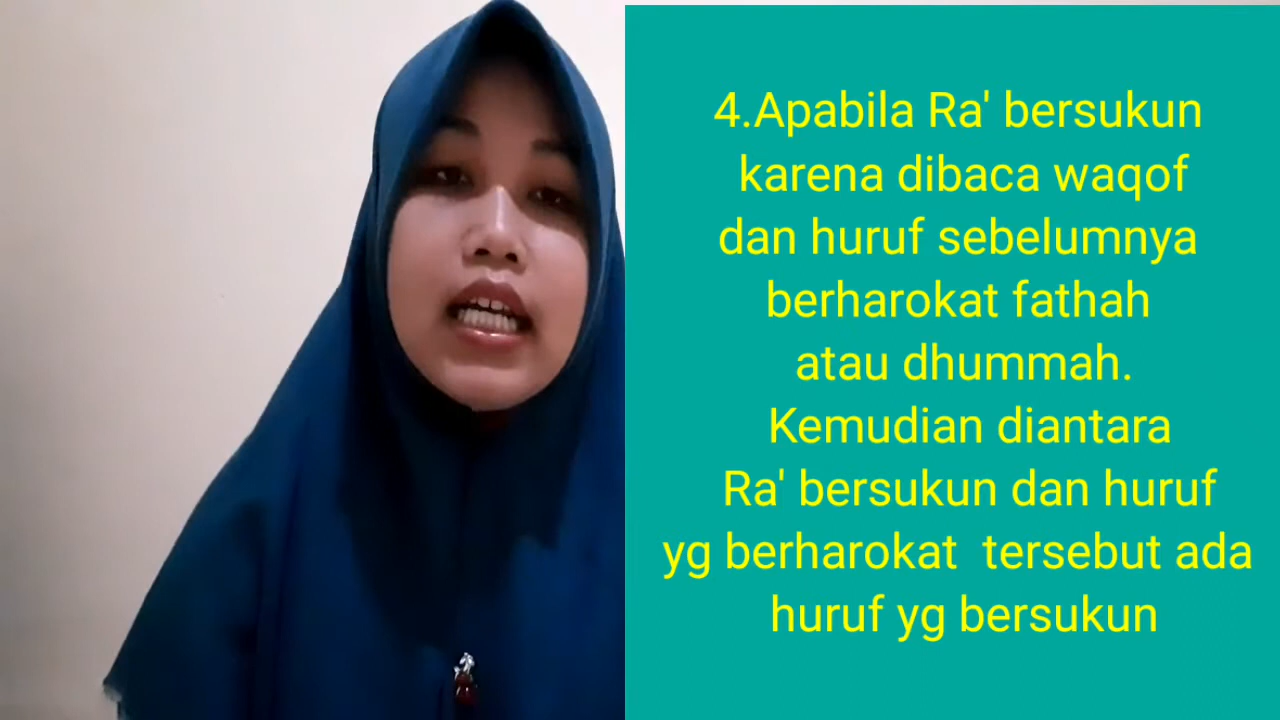 4.Apabila Ra' bersukun
karena dibaca waqof
dan huruf sebelumnya
berharokat fathah
atau dhummah.
Kemudian diantara
Ra' bersukun dan huruf
yg berharokat  tersebut ada
huruf yg bersukun